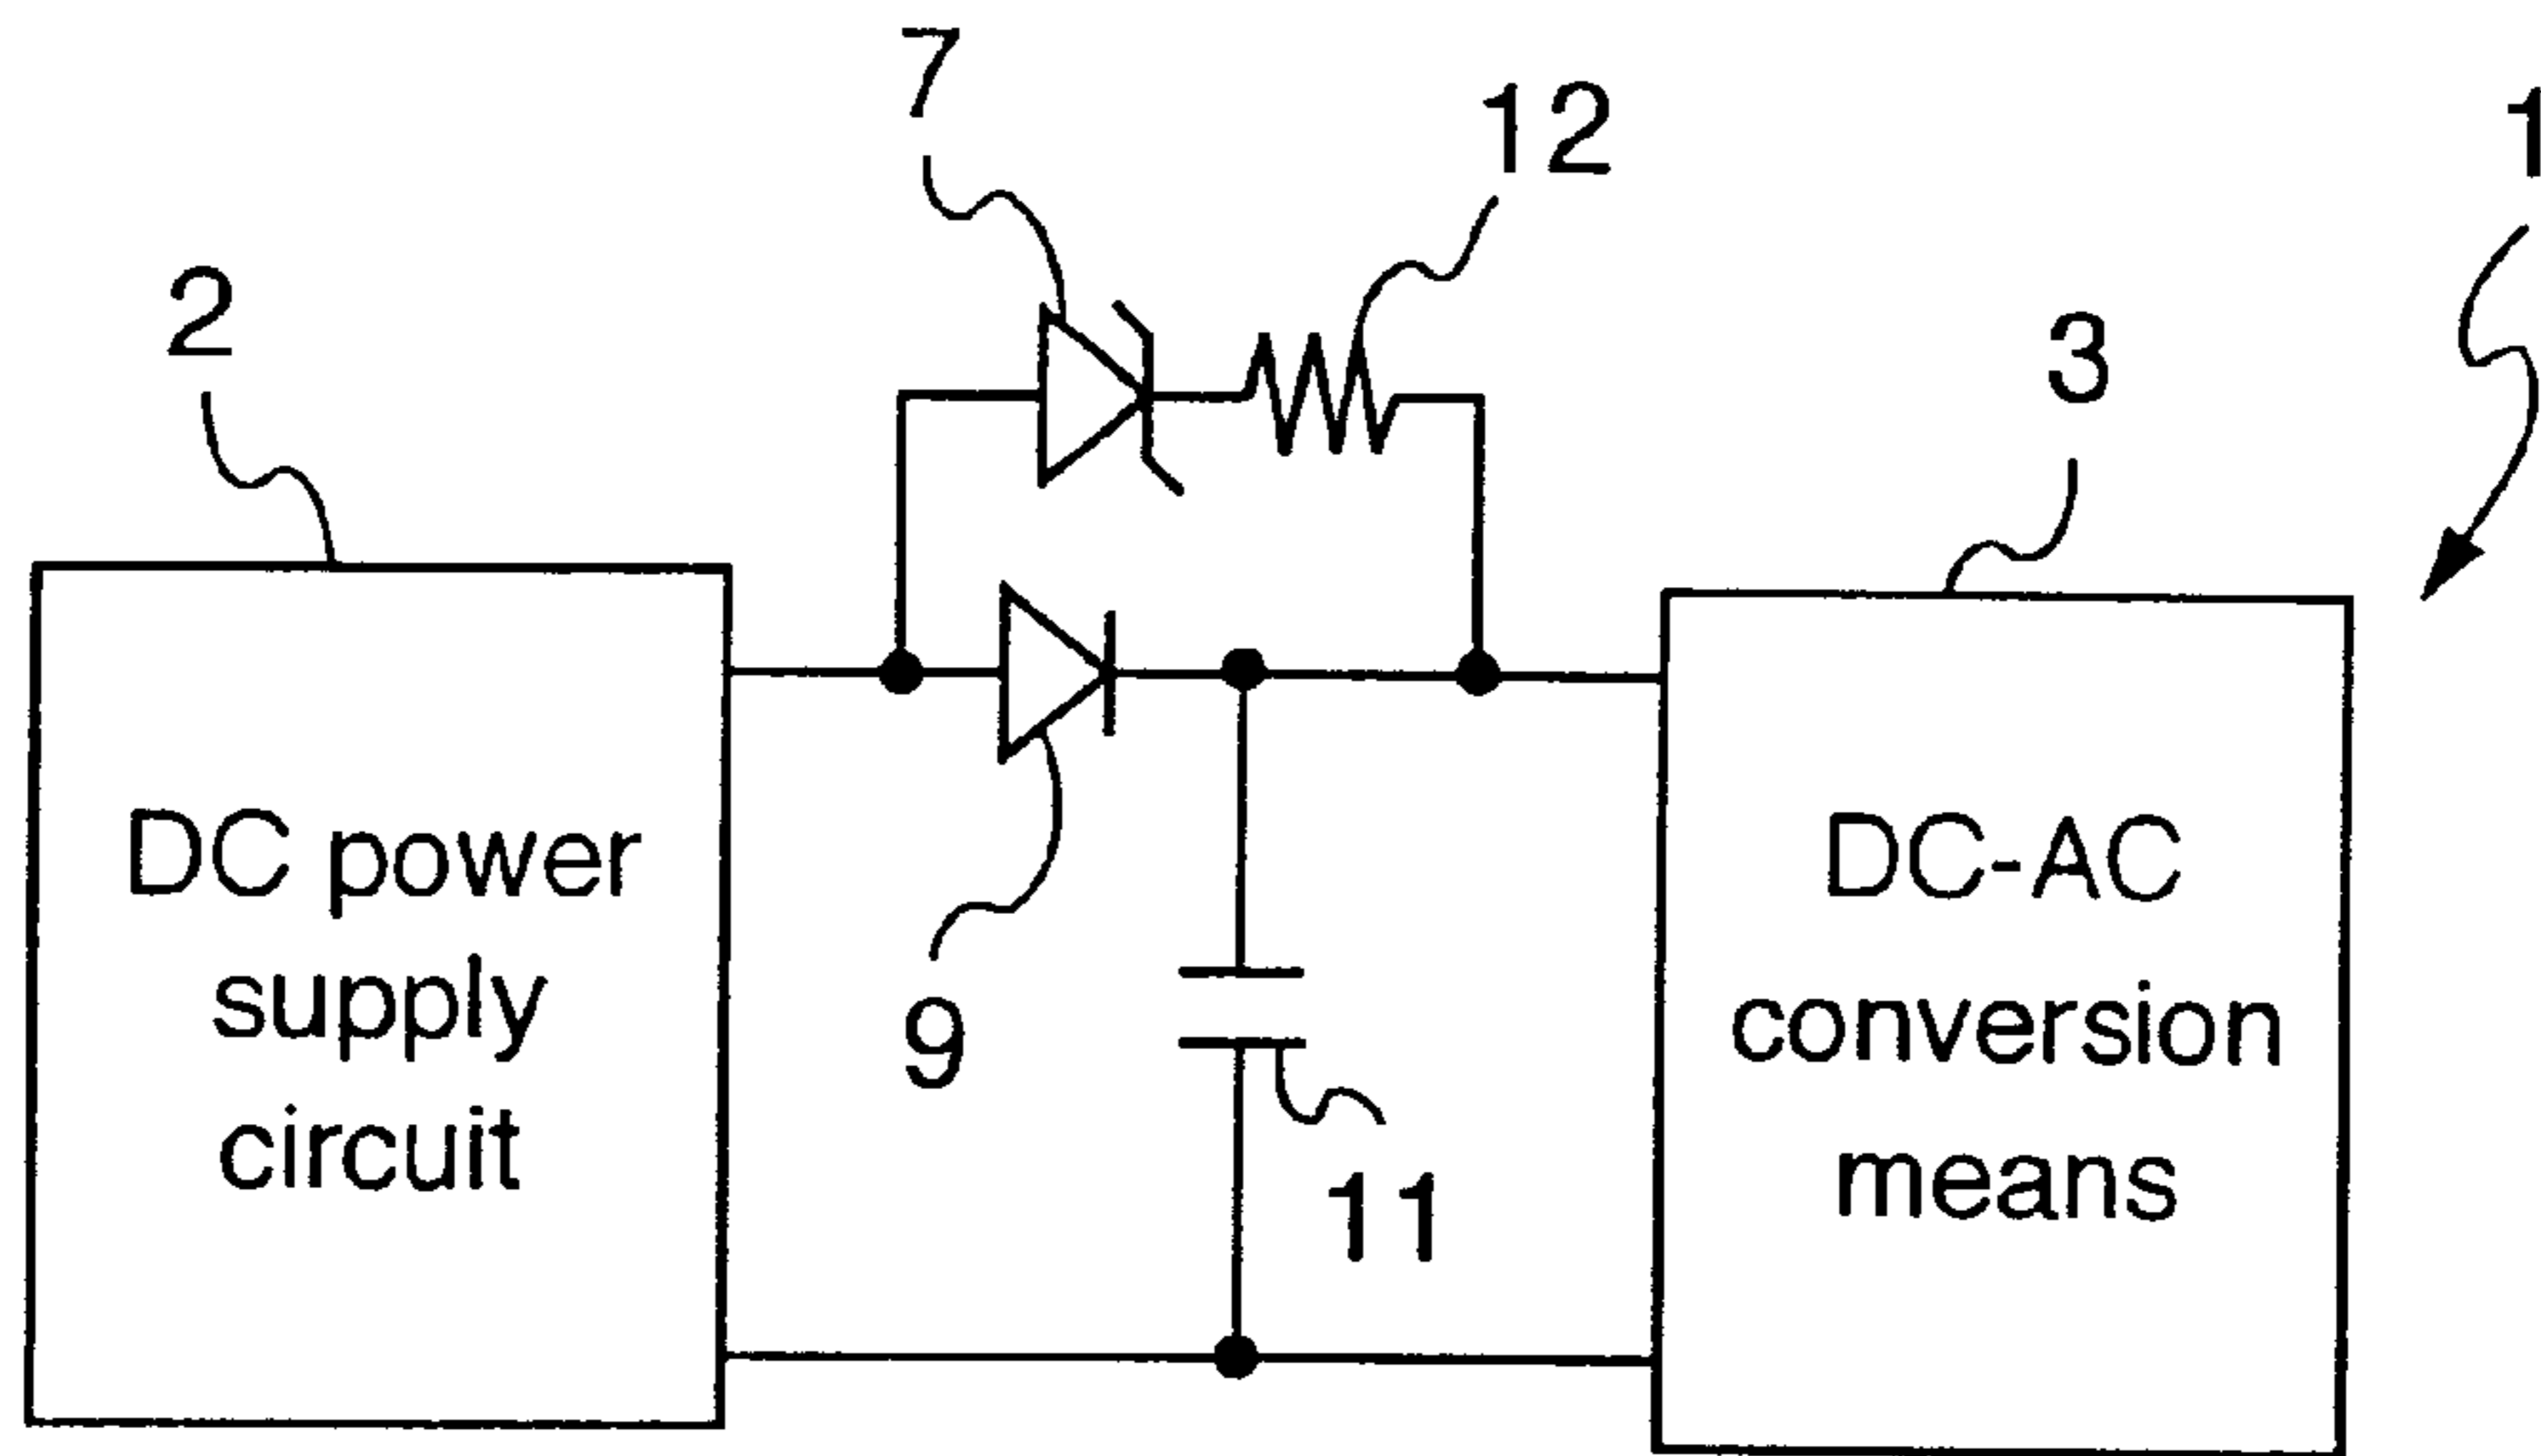 7
12
1
2
3
DC power
supply
circuit
DC-AC
conversion
means
9
11